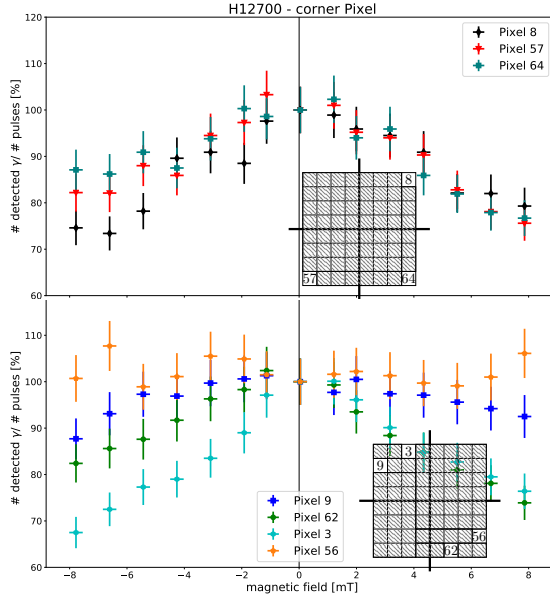 H12700 - corner Pixel
# detected γ/ # pulses [%]
120
110
100
90
80
70
60
Pixel 8
Pixel 57
Pixel 64
8
57
64
# detected γ/ # pulses [%]
110
100
90
80
70
60
3
9
56
62
Pixel 9
Pixel 62
Pixel 3
Pixel 56
−8
−6
−4
−2
0
2
4
6
8
magnetic field [mT]